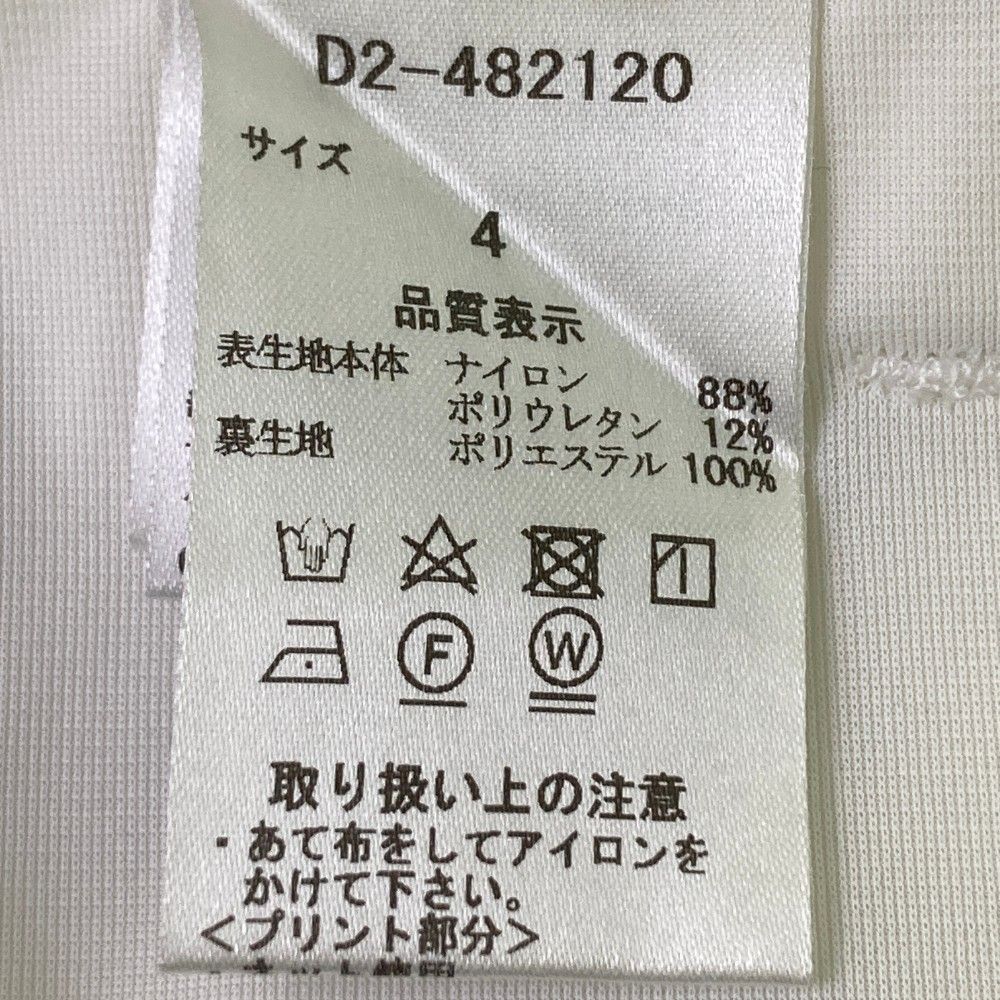 D2-482120
サイズ
4
品質表示
表生地本体 ナイロン 88%
ポリウレタン 12%
裏生地 ポリエステル 100%
F W
取り扱い上の注意
・あて布をしてアイロンを
かけて下さい。
<プリント部分>